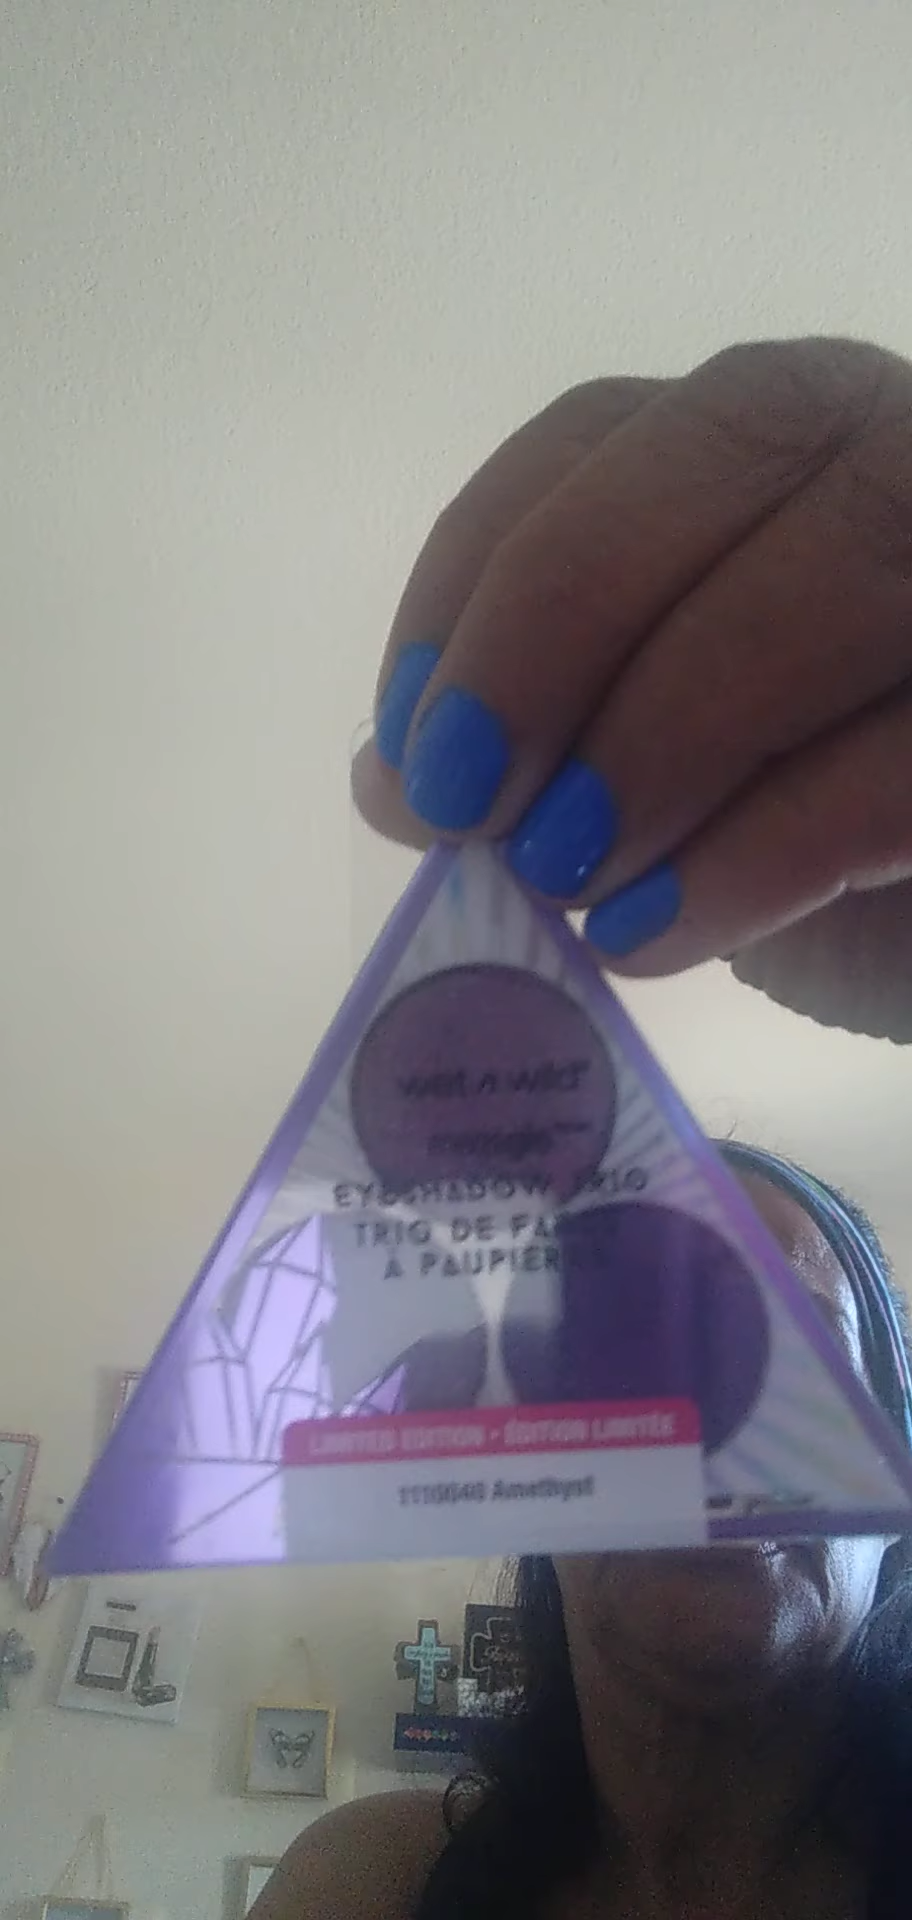 wet n wild
EYESHADOW TRIO
TRIO DE FARDS
À PAUPIÈRES
LIMITED EDITION • ÉDITION LIMITÉE
Amethyst